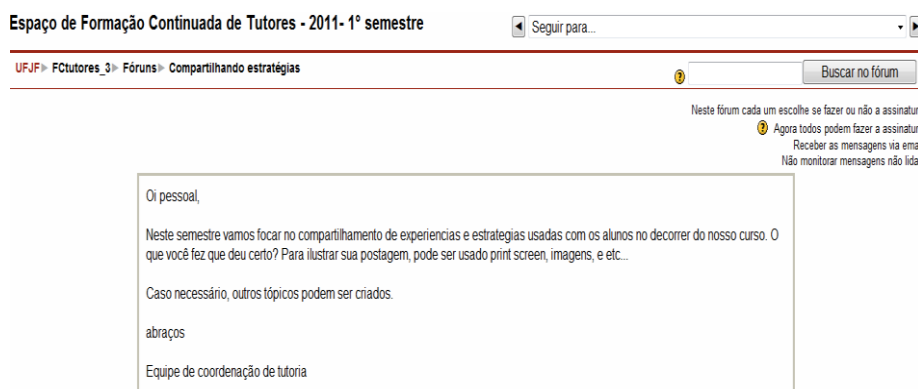 Espaço de Formação Continuada de Tutores - 2011- 1º semestre
Seguir para...
UFJF ► FCtutores_3 ► Fóruns ► Compartilhando estratégias
Buscar no fórum
Neste fórum cada um escolhe se fazer ou não a assinatur
Agora todos podem fazer a assinatur
Receber as mensagens via ema
Não monitorar mensagens não lida
Oi pessoal,
Neste semestre vamos focar no compartilhamento de experiencias e estrategias usadas com os alunos no decorrer do nosso curso. O
que você fez que deu certo? Para ilustrar sua postagem, pode ser usado print screen, imagens, e etc...
Caso necessário, outros tópicos podem ser criados.
abraços
Equipe de coordenação de tutoria